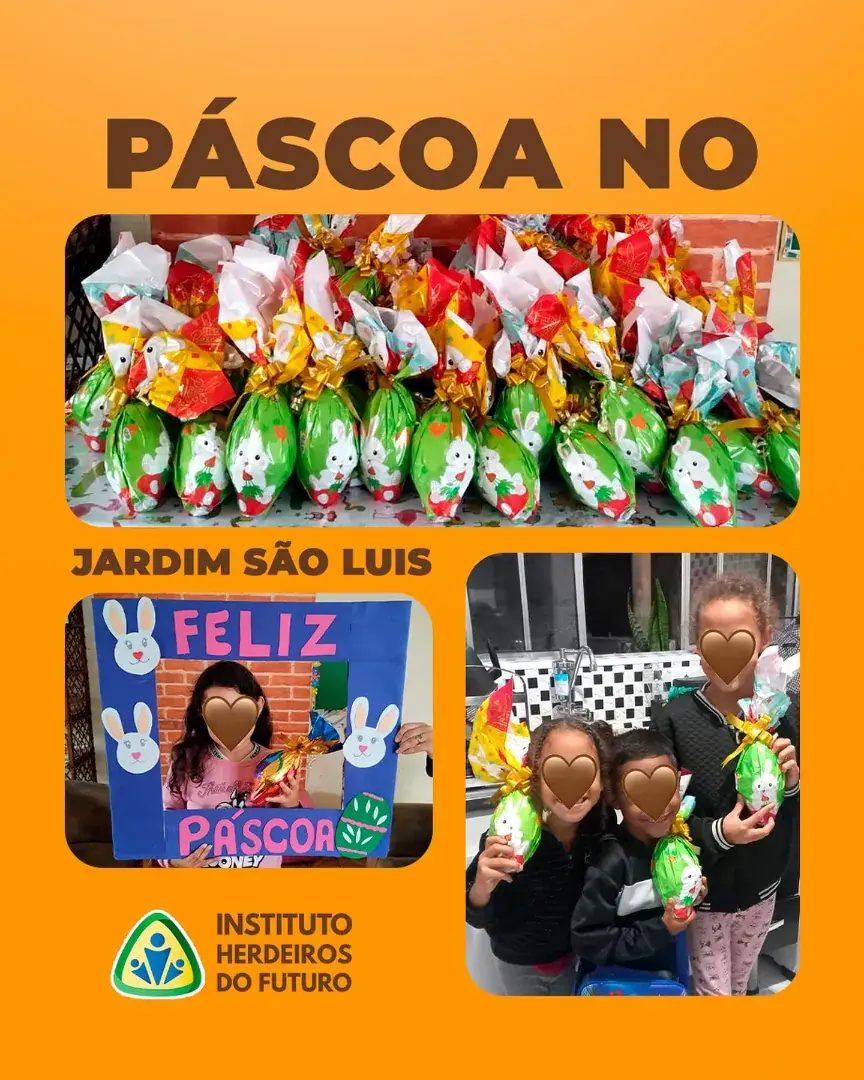 PÁSCOA NO
JARDIM SÃO LUIS
FELIZ
PÁSCOA
INSTITUTO
HERDEIROS
DO FUTURO